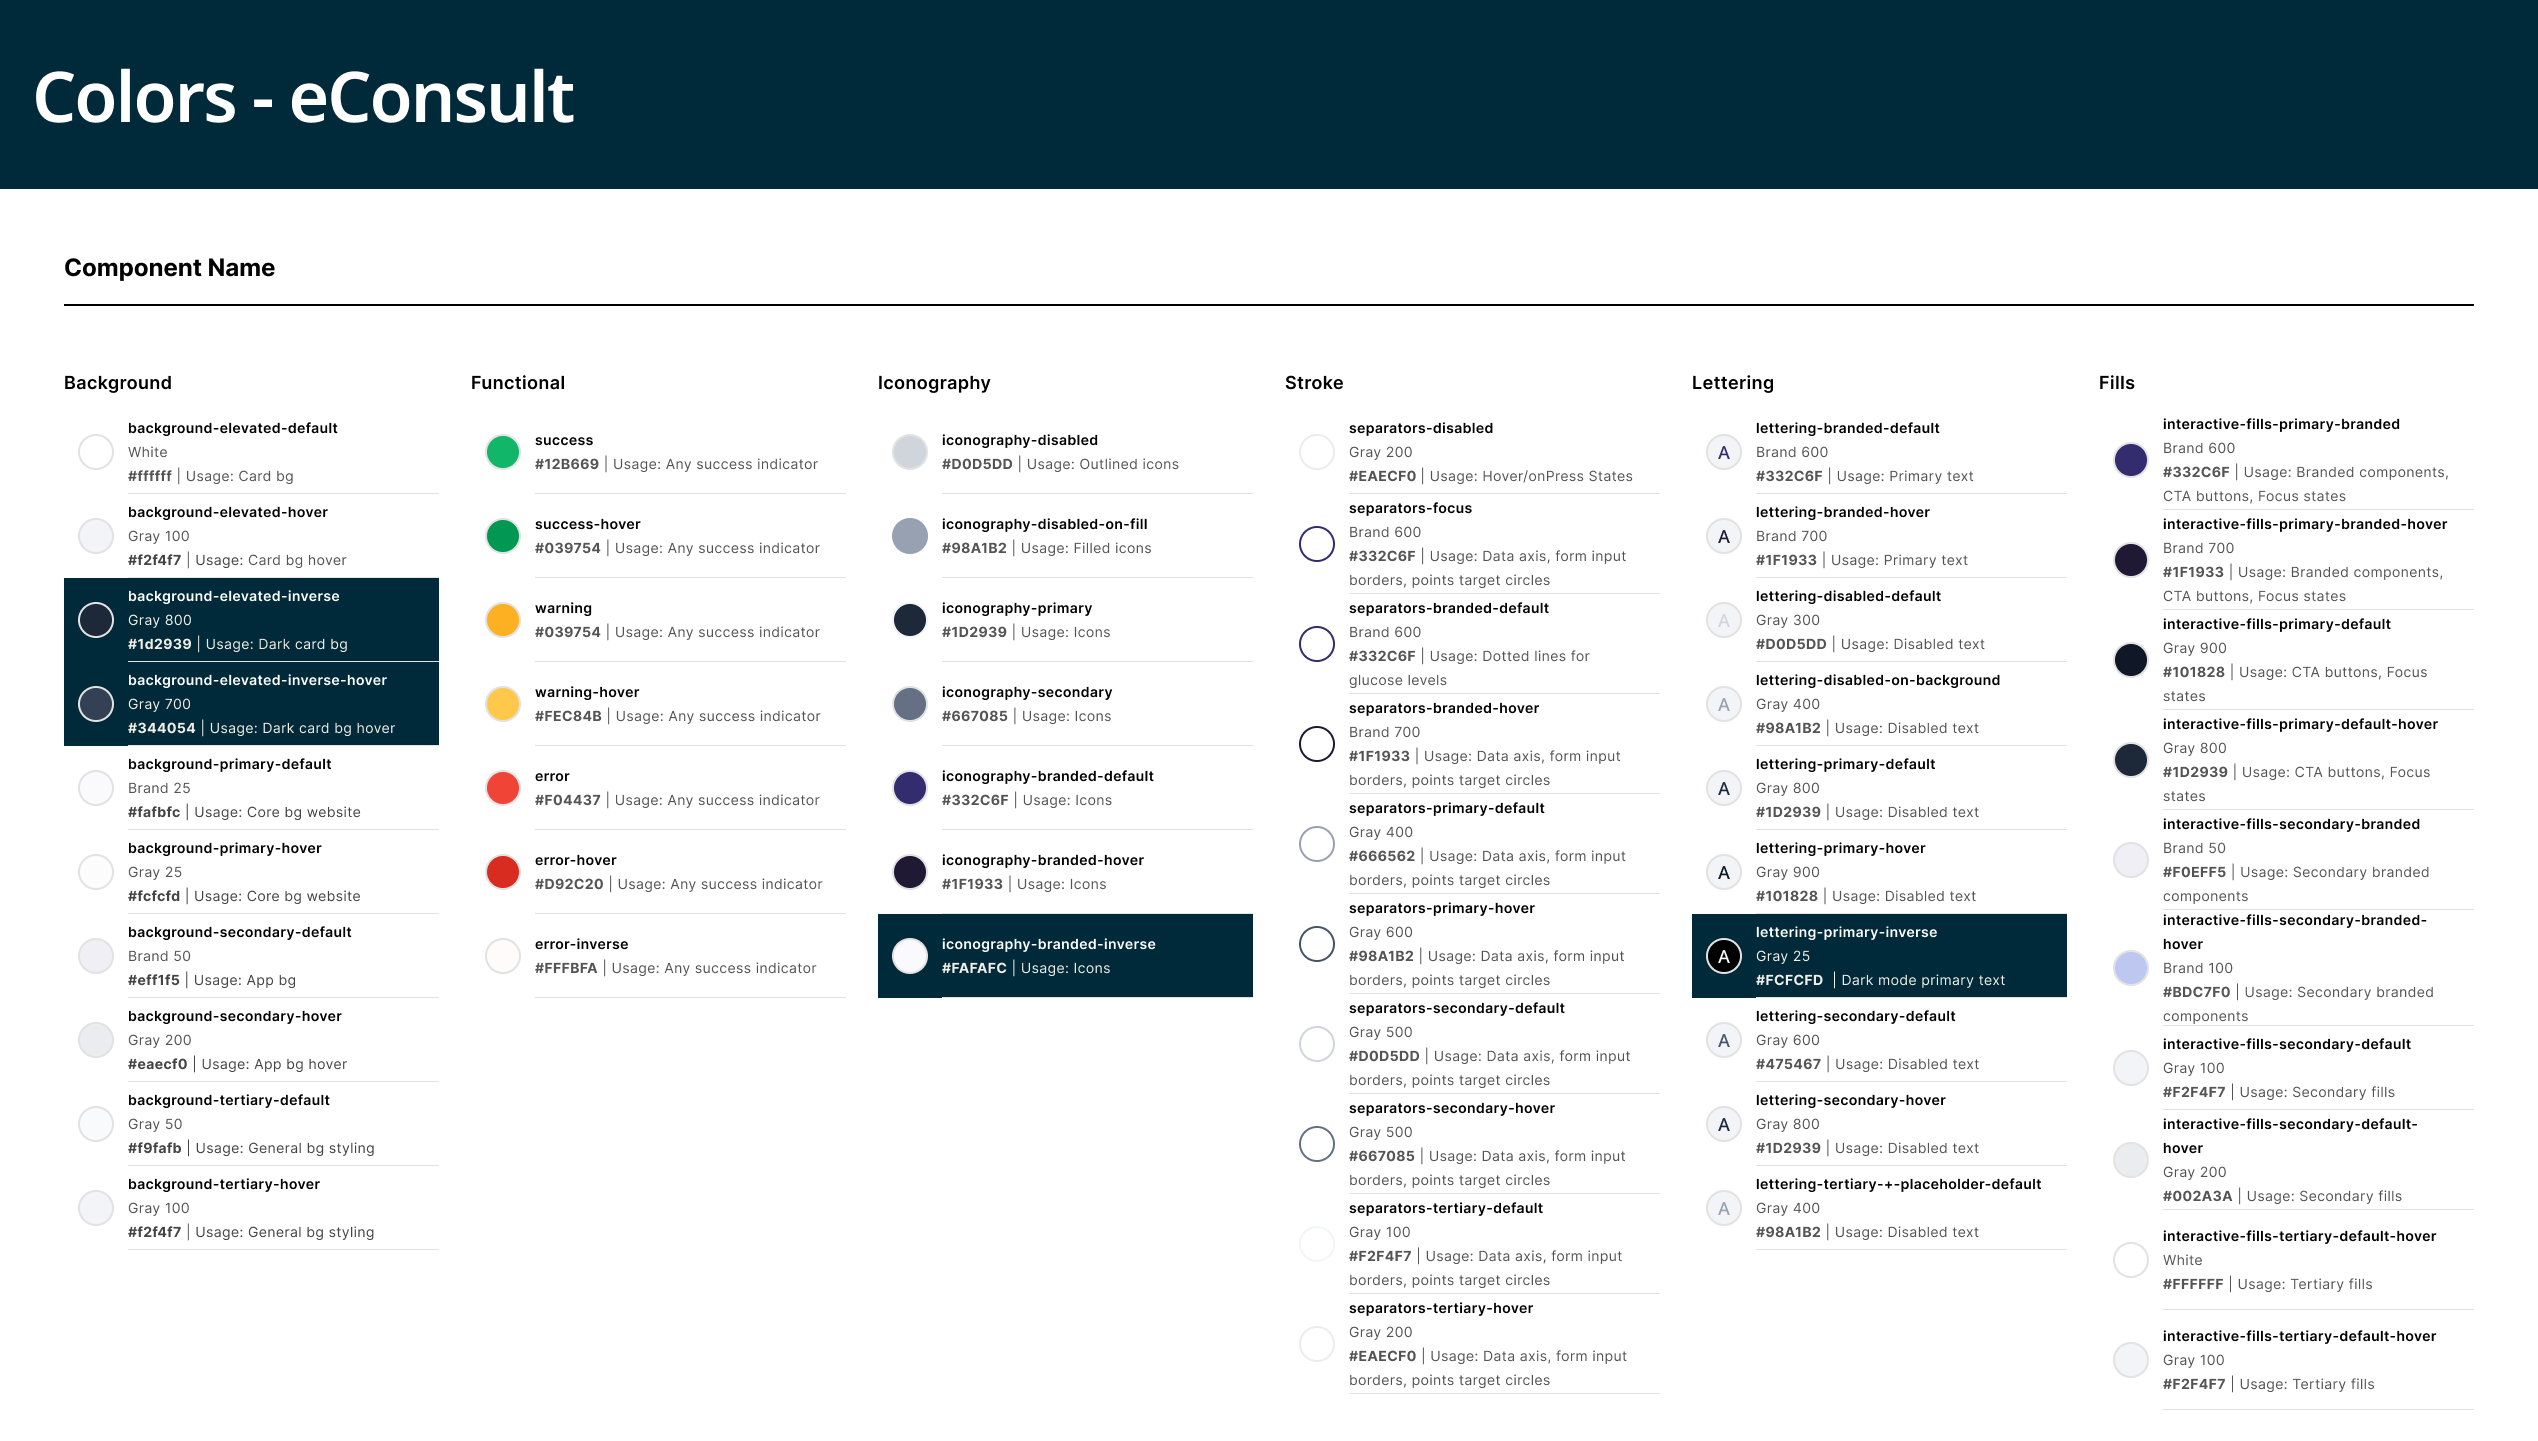 Colors - eConsult
Component Name
Background
background-elevated-default
White
#ffffff | Usage: Card bg
background-elevated-hover
Gray 100
#f2f4f7 | Usage: Card bg hover
background-elevated-inverse
Gray 800
#1d2939 | Usage: Dark card bg
background-elevated-inverse-hover
Gray 700
#344054 | Usage: Dark card bg hover
background-primary-default
Brand 25
#fafbfc | Usage: Core bg website
background-primary-hover
Gray 25
#fcfcfd | Usage: Core bg website
background-secondary-default
Brand 50
#eff1f5 | Usage: App bg
background-secondary-hover
Gray 200
#eaecf0 | Usage: App bg hover
background-tertiary-default
Gray 50
#f9fafb | Usage: General bg styling
background-tertiary-hover
Gray 100
#f2f4f7 | Usage: General bg styling
Functional
success
#12B669 | Usage: Any success indicator
success-hover
#039754 | Usage: Any success indicator
warning
#039754 | Usage: Any success indicator
warning-hover
#FEC84B | Usage: Any success indicator
error
#F04437 | Usage: Any success indicator
error-hover
#D92C20 | Usage: Any success indicator
error-inverse
#FFFBFA | Usage: Any success indicator
Iconography
iconography-disabled
#D0D5DD | Usage: Outlined icons
iconography-disabled-on-fill
#98A1B2 | Usage: Filled icons
iconography-primary
#1D2939 | Usage: Icons
iconography-secondary
#667085 | Usage: Icons
iconography-branded-default
#332C6F | Usage: Icons
iconography-branded-hover
#1F1933 | Usage: Icons
iconography-branded-inverse
#FAFAFC | Usage: Icons
Stroke
separators-disabled
Gray 200
#EAECF0 | Usage: Hover/onPress States
separators-focus
Brand 600
#332C6F | Usage: Data axis, form input
borders, points target circles
separators-branded-default
Brand 600
#332C6F | Usage: Dotted lines for
glucose levels
separators-branded-hover
Brand 700
#1F1933 | Usage: Data axis, form input
borders, points target circles
separators-primary-default
Gray 400
#666562 | Usage: Data axis, form input
borders, points target circles
separators-primary-hover
Gray 600
#98A1B2 | Usage: Data axis, form input
borders, points target circles
separators-secondary-default
Gray 500
#D0D5DD | Usage: Data axis, form input
borders, points target circles
separators-secondary-hover
Gray 500
#667085 | Usage: Data axis, form input
borders, points target circles
separators-tertiary-default
Gray 100
#F2F4F7 | Usage: Data axis, form input
borders, points target circles
separators-tertiary-hover
Gray 200
#EAECF0 | Usage: Data axis, form input
borders, points target circles
Lettering
A
lettering-branded-default
Brand 600
#332C6F | Usage: Primary text
A
lettering-branded-hover
Brand 700
#1F1933 | Usage: Primary text
A
lettering-disabled-default
Gray 300
#D0D5DD | Usage: Disabled text
A
lettering-disabled-on-background
Gray 400
#98A1B2 | Usage: Disabled text
A
lettering-primary-default
Gray 800
#1D2939 | Usage: Disabled text
A
lettering-primary-hover
Gray 900
#101828 | Usage: Disabled text
A
lettering-primary-inverse
Gray 25
#FCFCFD | Dark mode primary text
A
lettering-secondary-default
Gray 600
#475467 | Usage: Disabled text
A
lettering-secondary-hover
Gray 800
#1D2939 | Usage: Disabled text
A
lettering-tertiary-+-placeholder-default
Gray 400
#98A1B2 | Usage: Disabled text
Fills
interactive-fills-primary-branded
Brand 600
#332C6F | Usage: Branded components,
CTA buttons, Focus states
interactive-fills-primary-branded-hover
Brand 700
#1F1933 | Usage: Branded components,
CTA buttons, Focus states
interactive-fills-primary-default
Gray 900
#101828 | Usage: CTA buttons, Focus
states
interactive-fills-primary-default-hover
Gray 800
#1D2939 | Usage: CTA buttons, Focus
states
interactive-fills-secondary-branded
Brand 50
#F0EFF5 | Usage: Secondary branded
components
interactive-fills-secondary-branded-
hover
Brand 100
#BDC7F0 | Usage: Secondary branded
components
interactive-fills-secondary-default
Gray 100
#F2F4F7 | Usage: Secondary fills
interactive-fills-secondary-default-
hover
Gray 200
#002A3A | Usage: Secondary fills
interactive-fills-tertiary-default-hover
White
#FFFFFF | Usage: Tertiary fills
interactive-fills-tertiary-default-hover
Gray 100
#F2F4F7 | Usage: Tertiary fills